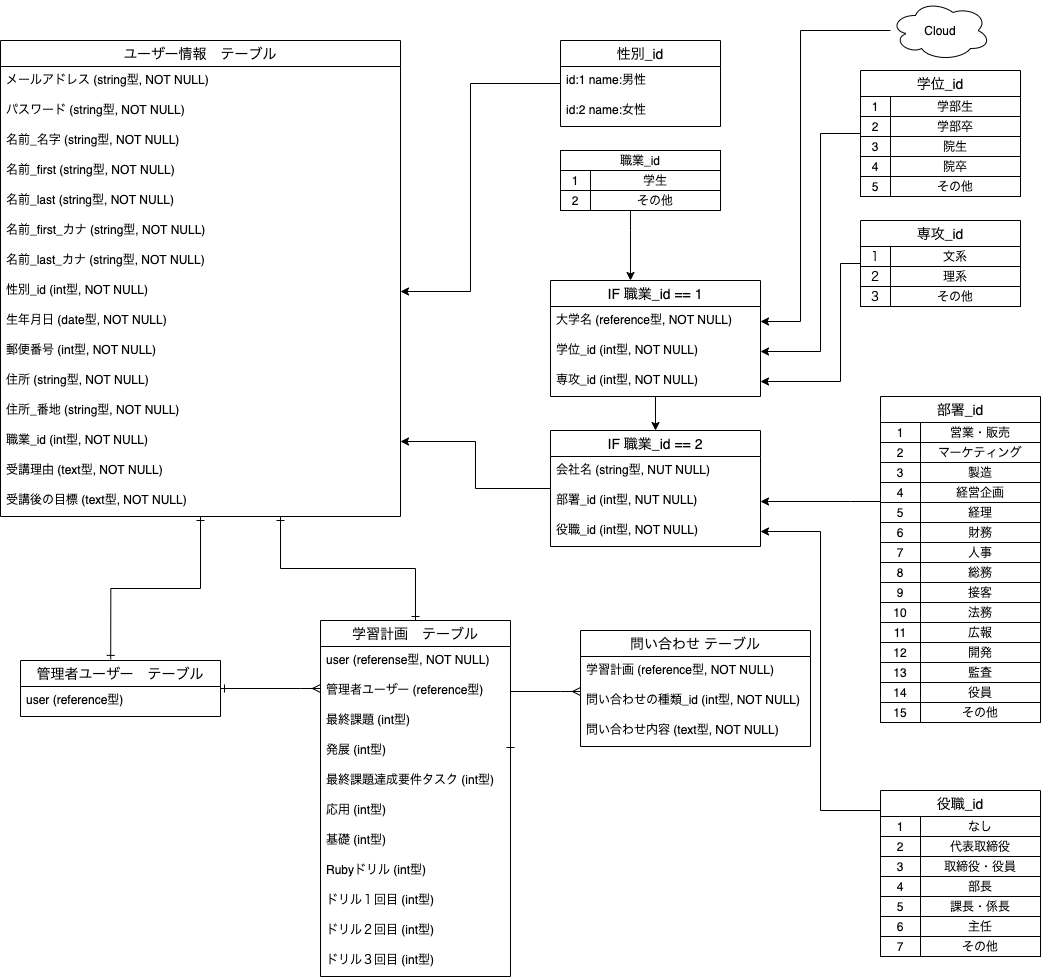 Cloud
ユーザー情報　テーブル
メールアドレス (string型, NOT NULL)
パスワード (string型, NOT NULL)
名前_名字 (string型, NOT NULL)
名前_first (string型, NOT NULL)
名前_last (string型, NOT NULL)
名前_first_カナ (string型, NOT NULL)
名前_last_カナ (string型, NOT NULL)
性別_id (int型, NOT NULL)
生年月日 (date型, NOT NULL)
郵便番号 (int型, NOT NULL)
住所 (string型, NOT NULL)
住所_番地 (string型, NOT NULL)
職業_id (int型, NOT NULL)
受講理由 (text型, NOT NULL)
受講後の目標 (text型, NOT NULL)
性別_id
id:1 name:男性
id:2 name:女性
職業_id
1 学生
2 その他
IF 職業_id == 1
大学名 (reference型, NOT NULL)
学位_id (int型, NOT NULL)
専攻_id (int型, NOT NULL)
IF 職業_id == 2
会社名 (string型, NUT NULL)
部署_id (int型, NUT NULL)
役職_id (int型, NOT NULL)
学位_id
1 学部生
2 学部卒
3 院生
4 院卒
5 その他
専攻_id
1 文系
2 理系
3 その他
部署_id
1 営業・販売
2 マーケティング
3 製造
4 経営企画
5 経理
6 財務
7 人事
8 総務
9 接客
10 法務
11 広報
12 開発
13 監査
14 役員
15 その他
役職_id
1 なし
2 代表取締役
3 取締役・役員
4 部長
5 課長・係長
6 主任
7 その他
管理者ユーザー　テーブル
user (reference型)
学習計画　テーブル
user (referense型, NOT NULL)
管理者ユーザー (reference型)
最終課題 (int型)
発展 (int型)
最終課題達成要件タスク (int型)
応用 (int型)
基礎 (int型)
Rubyドリル (int型)
ドリル１回目 (int型)
ドリル２回目 (int型)
ドリル３回目 (int型)
問い合わせ テーブル
学習計画 (reference型, NOT NULL)
問い合わせの種類_id (int型, NOT NULL)
問い合わせ内容 (text型, NOT NULL)